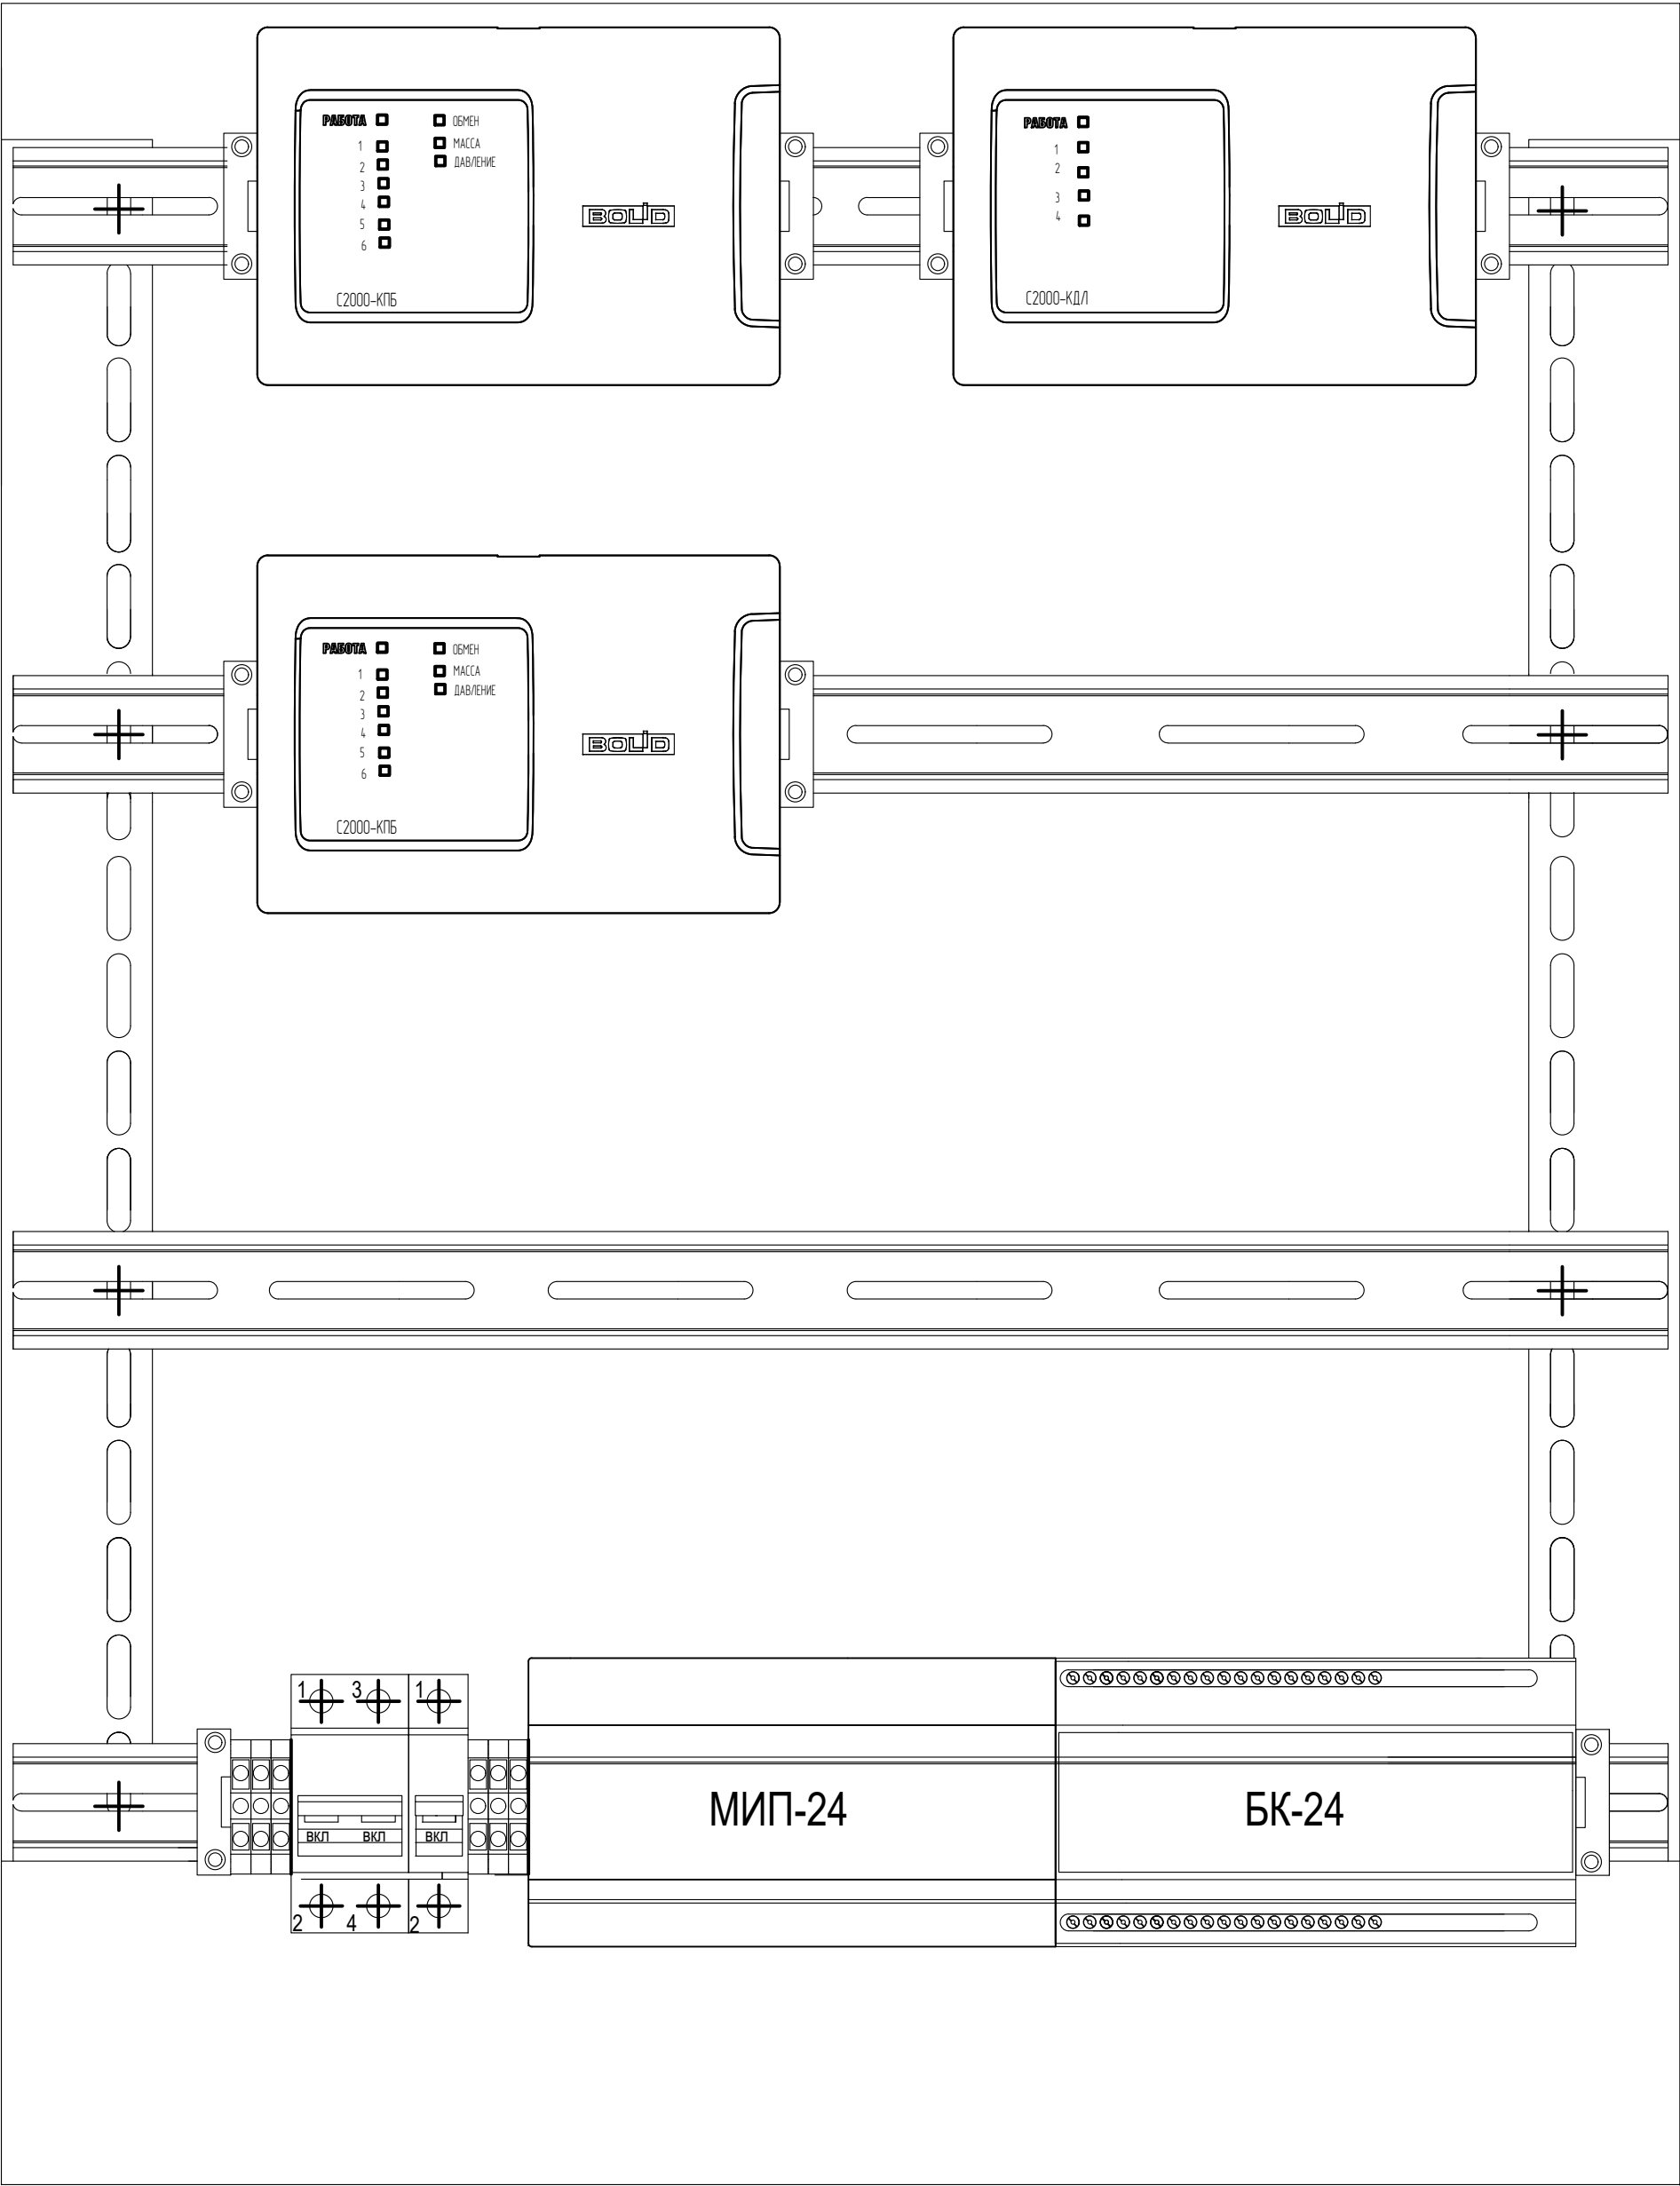 РАБОТА ОБМЕН
1 МАССА
2 ДАВЛЕНИЕ
3
4
5
6
BOLID
С2000-КПБ
РАБОТА
1
2
3
4
BOLID
С2000-КДЛ
РАБОТА ОБМЕН
1 МАССА
2 ДАВЛЕНИЕ
3
4
5
6
BOLID
С2000-КПБ
1 3 1
ВКЛ ВКЛ ВКЛ
2 4 2
МИП-24
БК-24